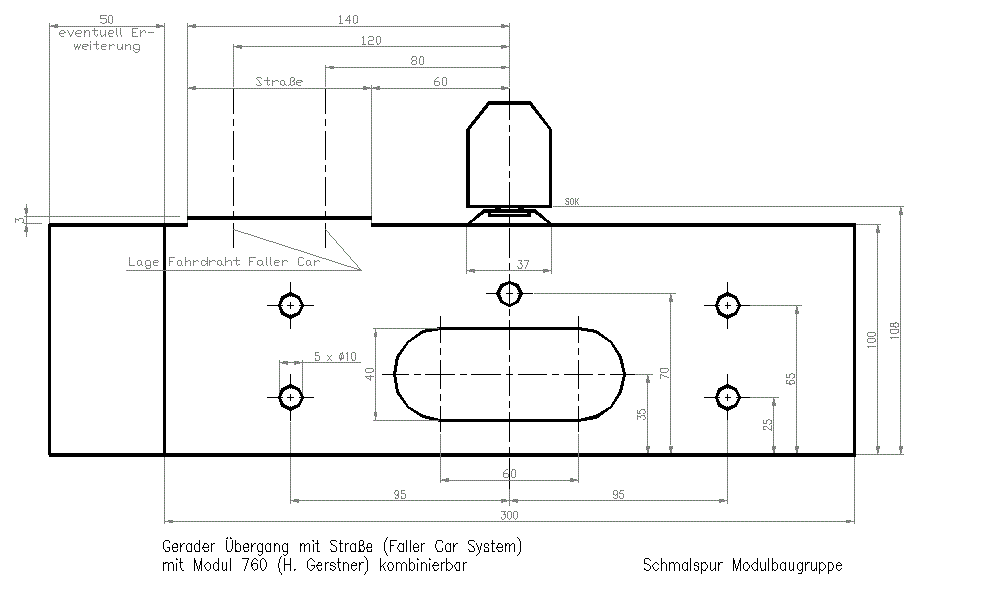 50
140
eventuell Er-
weiterung
120
80
Straße
60
SOK
3
37
Lage Fahrdraht Faller Car
5 x Ø10
40
35
70
65
25
100
108
60
95
95
300
Gerader Übergang mit Straße (Faller Car System)
mit Modul 760 (H. Gerstner) kombinierbar
Schmalspur Modulbaugruppe